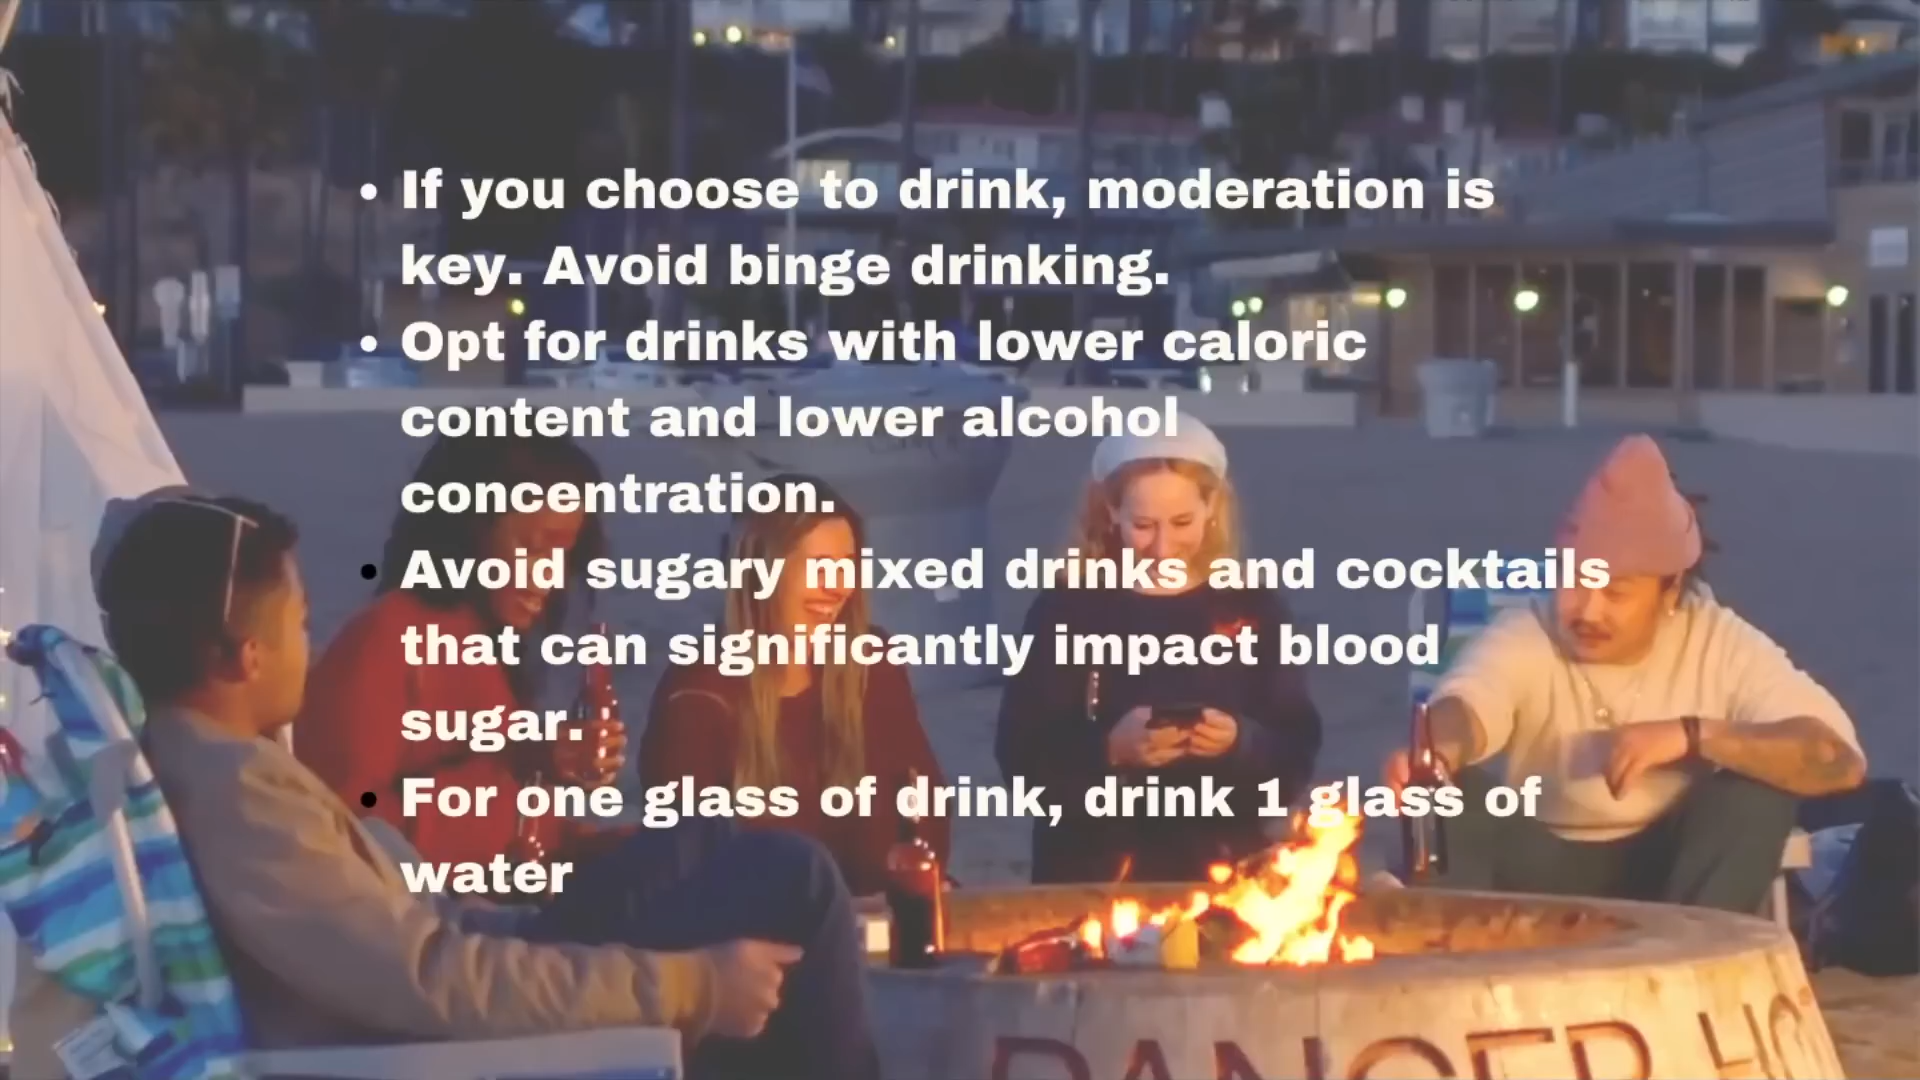 • If you choose to drink, moderation is
key. Avoid binge drinking.
• Opt for drinks with lower caloric
content and lower alcohol
concentration.
• Avoid sugary mixed drinks and cocktails
that can significantly impact blood
sugar.
• For one glass of drink, drink 1 glass of
water
DANGER HO